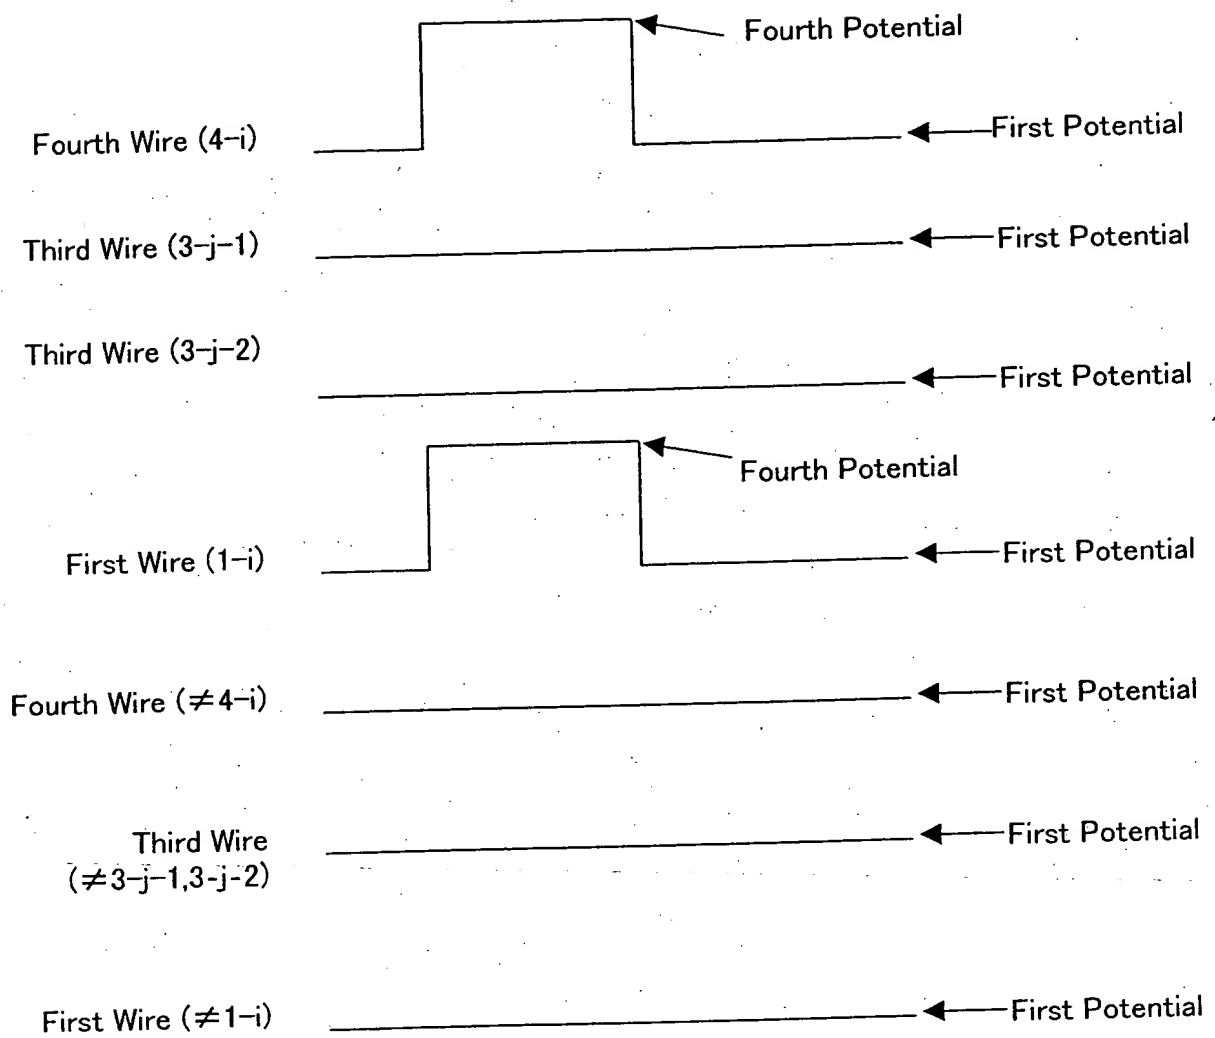 Fourth Potential
Fourth Wire (4-i)
First Potential
Third Wire (3-j-1)
First Potential
Third Wire (3-j-2)
First Potential
Fourth Potential
First Wire (1-i)
First Potential
Fourth Wire (≠4-i)
First Potential
Third Wire
(≠3-j-1,3-j-2)
First Potential
First Wire (≠1-i)
First Potential